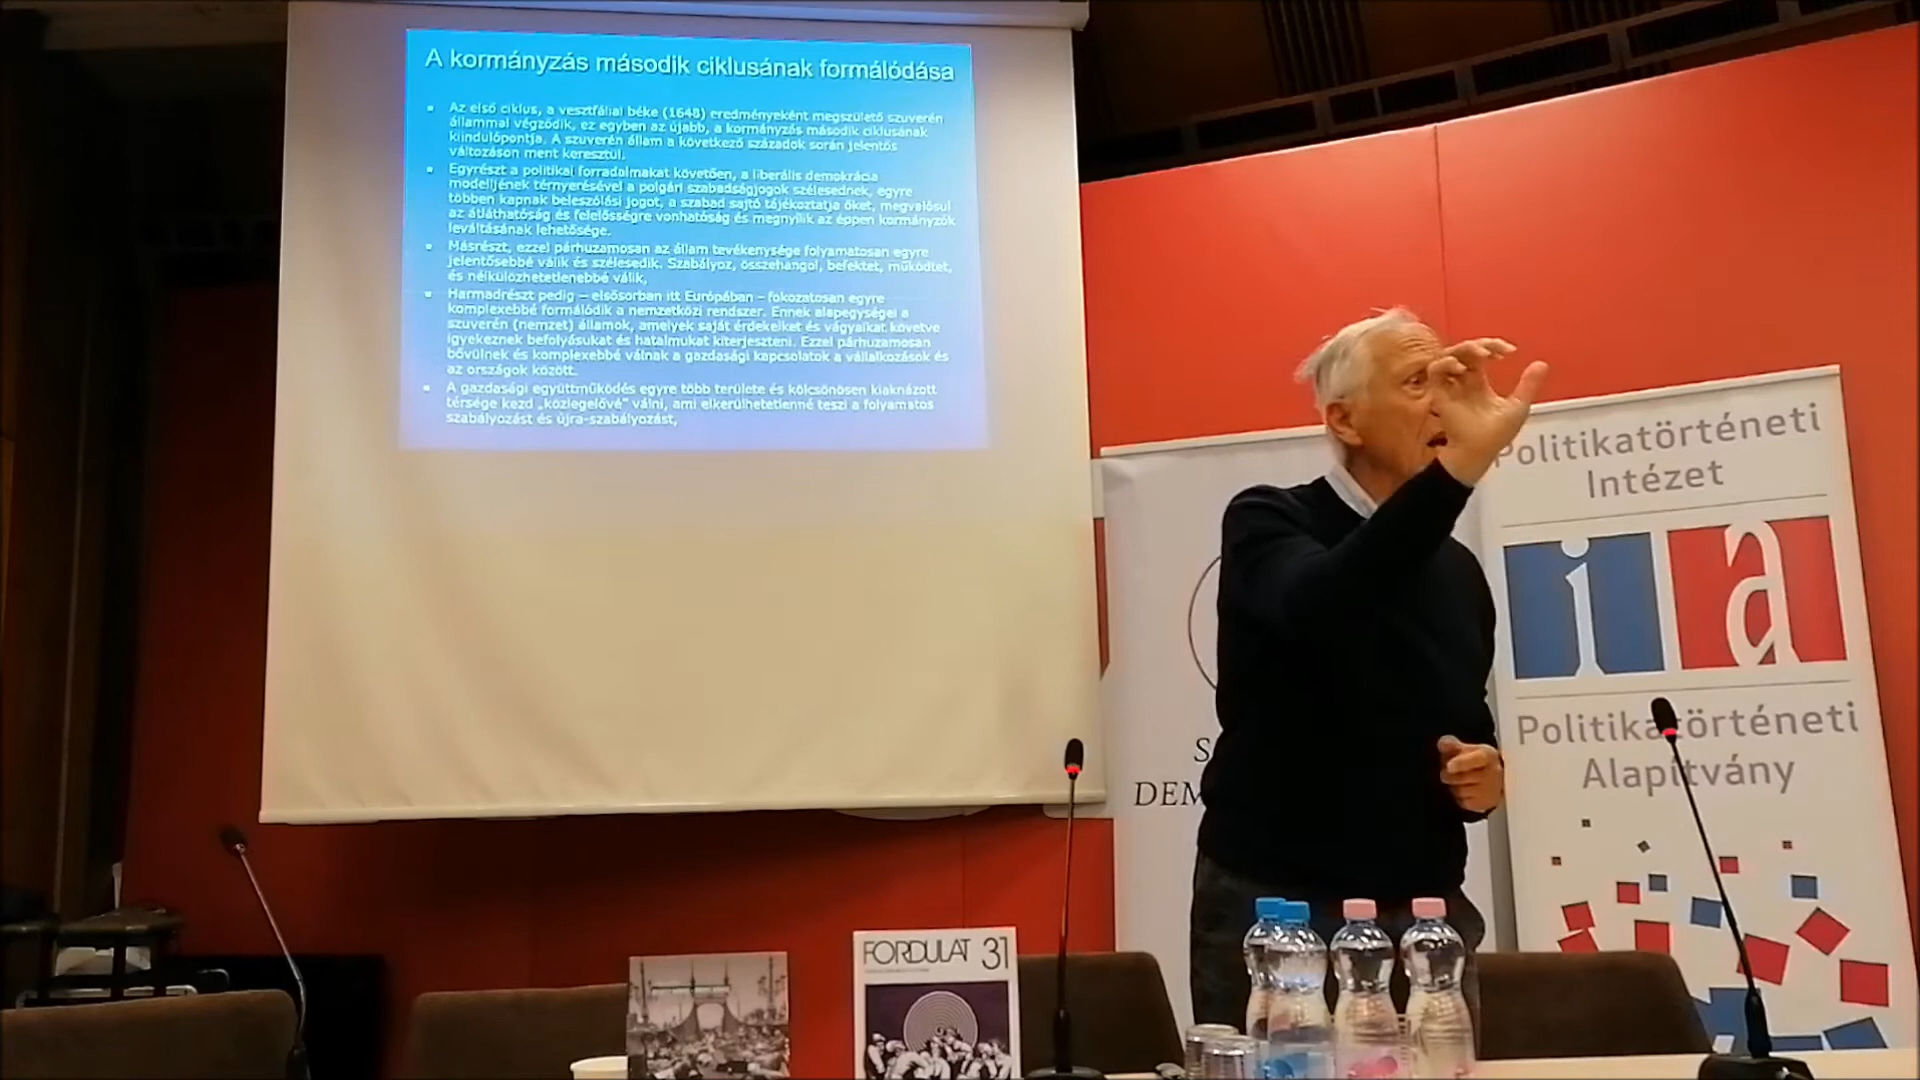 A kormányzás második ciklusának formálódása
Az első ciklus, a vesztfáliai béke (1648) eredményeként megszülető szuverén
állammal végződik, ez egyben az újabb, a kormányzás második ciklusának
kiindulópontja. A szuverén állam a következő századok során jelentős
változáson ment keresztül.
Egyrészt a politikai forradalmakat követően, a liberális demokrácia
modelljének térnyerésével a polgári szabadságjogok szélesednek, egyre
többen kapnak beleszólási jogot, a szabad sajtó tájékoztatja őket, megvalósul
az átláthatóság és felelősségre vonhatóság és megnyílik az éppen kormányzók
leváltásának lehetősége.
Másrészt, ezzel párhuzamosan az állam tevékenysége folyamatosan egyre
jelentősebbé válik és szélesedik. Szabályoz, összehangol, befektet, működtet,
és nélkülözhetetlenebbé válik,
Harmadrészt pedig – elsősorban itt Európában – fokozatosan egyre
komplexebbé formálódik a nemzetközi rendszer. Ennek alapegységei a
szuverén (nemzet) államok, amelyek saját érdekeiket és vágyaikat követve
igyekeznek befolyásukat és hatalmukat kiterjeszteni. Ezzel párhuzamosan
bővülnek és komplexebbé válnak a gazdasági kapcsolatok a vállalkozások és
az országok között.
A gazdasági együttműködés egyre több területe és kölcsönösen kiaknázott
térsége kezd „közlegelővé” válni, ami elkerülhetetlenné teszi a folyamatos
szabályozást és újra-szabályozást,
Politikatörténeti
Intézet
ia
Politikatörténeti
Alapítvány
S
DEM
FORDULAT 31